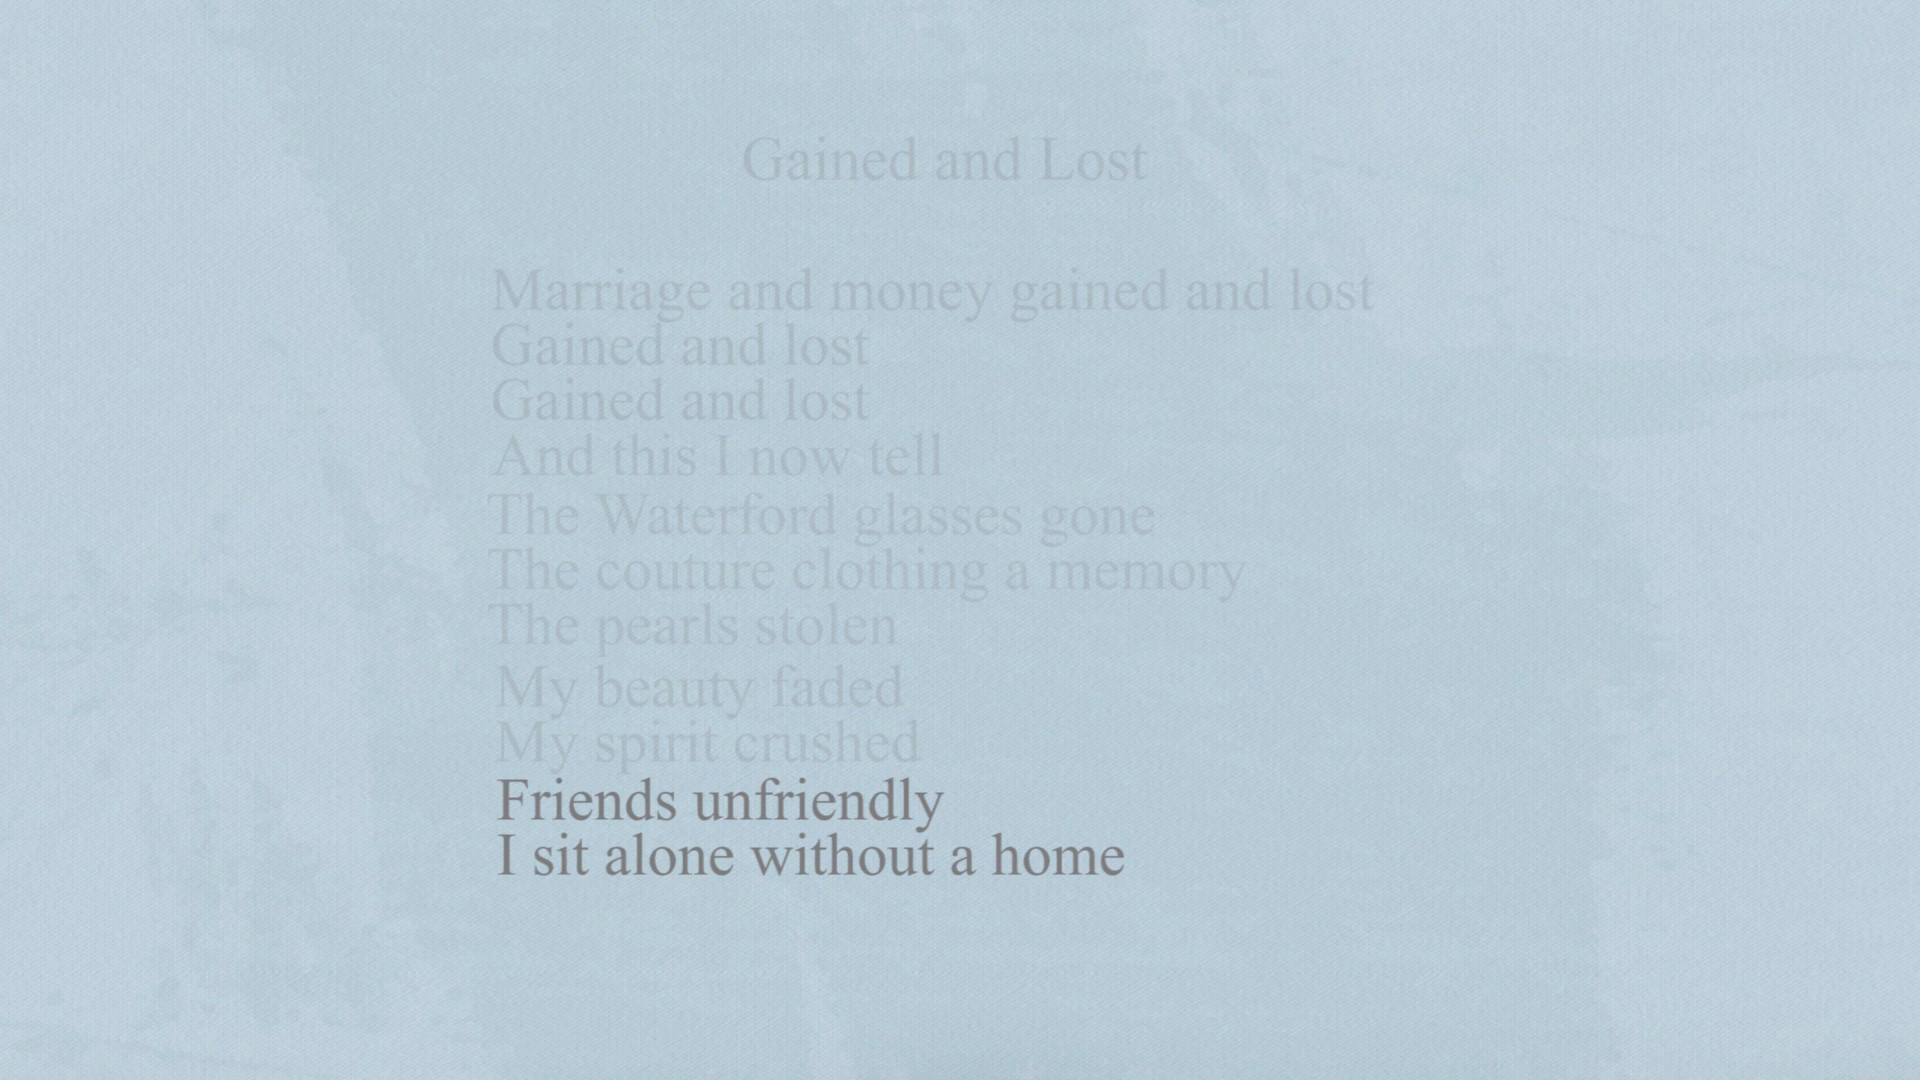 Gained and Lost
Marriage and money gained and lost
Gained and lost
Gained and lost
And this I now tell
The Waterford glasses gone
The couture clothing a memory
The pearls stolen
My beauty faded
My spirit crushed
Friends unfriendly
I sit alone without a home